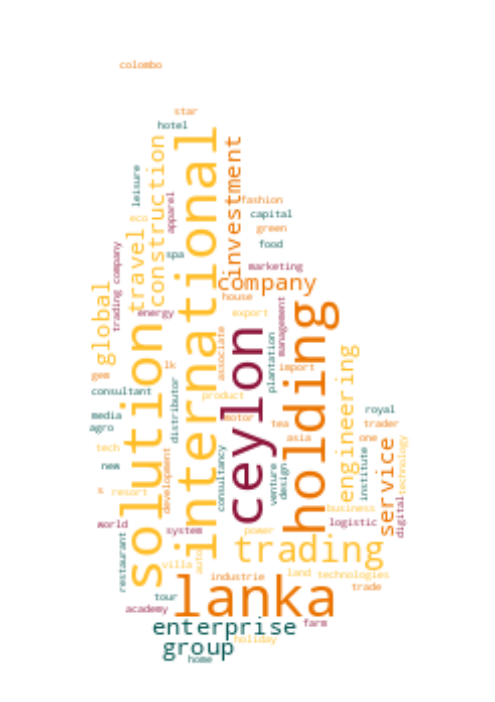 colombo
star
hotel
international
investment
construction
leisure
apparel
fashion
capital
eco
green
travel
food
spa
trading company
marketing
company
global
house
holding
management
energy
export
solution
ceylon
associate
plantation
engineering
lk
import
gem
consultant
product
distributor
royal
media
motor
tea
trader
agro
asia
one
service
technology
tech
consultancy
development
new
venture
design
institute
s
resort
digital
business
world
logistic
system
power
restaurant
trading
auto
villa
industrie
land
technologies
lanka
trade
tour
academy
enterprise
farm
holiday
group
home